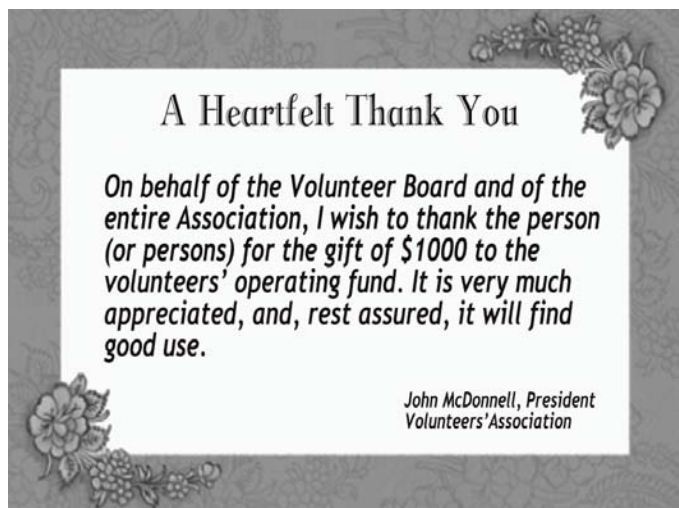 A Heartfelt Thank You
On behalf of the Volunteer Board and of the
entire Association, I wish to thank the person
(or persons) for the gift of $1000 to the
volunteers’ operating fund. It is very much
appreciated, and, rest assured, it will find
good use.
John McDonnell, President
Volunteers’Association